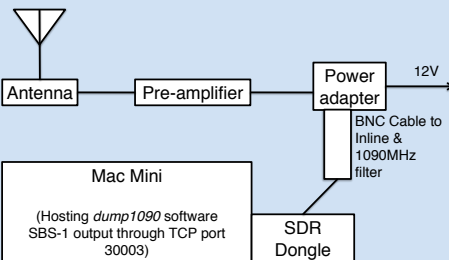 Antenna
Pre-amplifier
Power
adapter
12V
BNC Cable to
Inline &
1090MHz
filter
Mac Mini
(Hosting dump1090 software
SBS-1 output through TCP port
30003)
SDR
Dongle